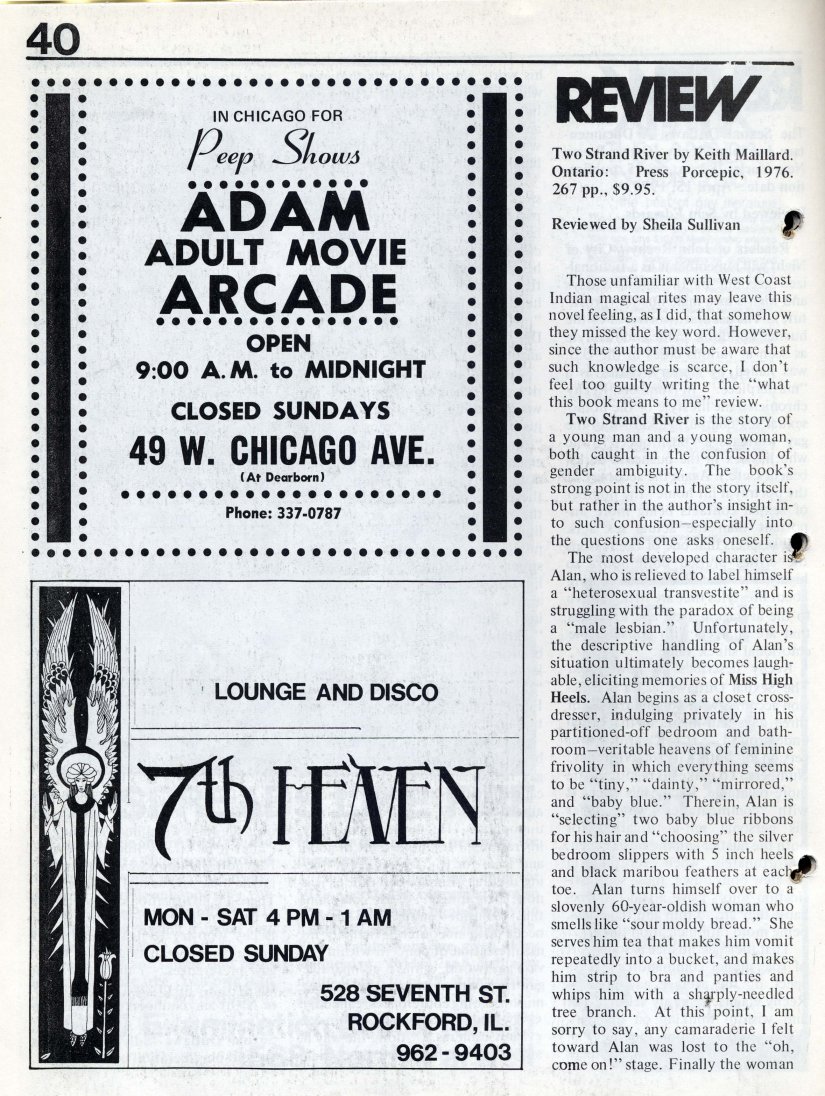 40
IN CHICAGO FOR
Peep Shows
ADAM
ADULT MOVIE
ARCADE
OPEN
9:00 A.M. to MIDNIGHT
CLOSED SUNDAYS
49 W. CHICAGO AVE.
(At Dearborn)
Phone: 337-0787
LOUNGE AND DISCO
7th HEAVEN
MON - SAT 4 PM - 1 AM
CLOSED SUNDAY
528 SEVENTH ST.
ROCKFORD, IL.
962 - 9403
REVIEW
Two Strand River by Keith Maillard.
Ontario: Press Porcepic, 1976.
267 pp., $9.95.
Reviewed by Sheila Sullivan
Those unfamiliar with West Coast
Indian magical rites may leave this
novel feeling, as I did, that somehow
they missed the key word. However,
since the author must be aware that
such knowledge is scarce, I don't
feel too guilty writing the "what
this book means to me" review.
Two Strand River is the story of
a young man and a young woman,
both caught in the confusion of
gender ambiguity. The book's
strong point is not in the story itself,
but rather in the author's insight in-
to such confusion—especially into
the questions one asks oneself.
The most developed character is
Alan, who is relieved to label himself
a "heterosexual transvestite" and is
struggling with the paradox of being
a "male lesbian." Unfortunately,
the descriptive handling of Alan's
situation ultimately becomes laugh-
able, eliciting memories of Miss High
Heels. Alan begins as a closet cross-
dresser, indulging privately in his
partitioned-off bedroom and bath-
room—veritable heavens of feminine
frivolity in which everything seems
to be "tiny," "dainty," "mirrored,"
and "baby blue." Therein, Alan is
"selecting" two baby blue ribbons
for his hair and "choosing" the silver
bedroom slippers with 5 inch heels
and black maribou feathers at each
toe. Alan turns himself over to a
slovenly 60-year-oldish woman who
smells like "sour moldy bread." She
serves him tea that makes him vomit
repeatedly into a bucket, and makes
him strip to bra and panties and
whips him with a sharply-needled
tree branch. At this point, I am
sorry to say, any camaraderie I felt
toward Alan was lost to the "oh,
come on!" stage. Finally the woman